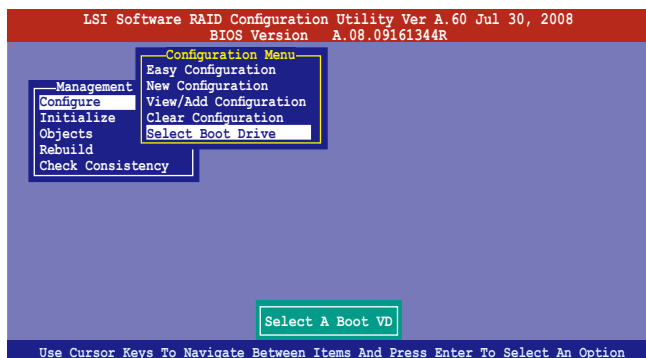 LSI Software RAID Configuration Utility Ver A.60 Jul 30, 2008
BIOS Version A.08.09161344R
Configuration Menu
Easy Configuration
New Configuration
View/Add Configuration
Clear Configuration
Select Boot Drive
Management
Configure
Initialize
Objects
Rebuild
Check Consistency
Select A Boot VD
Use Cursor Keys To Navigate Between Items And Press Enter To Select An Option